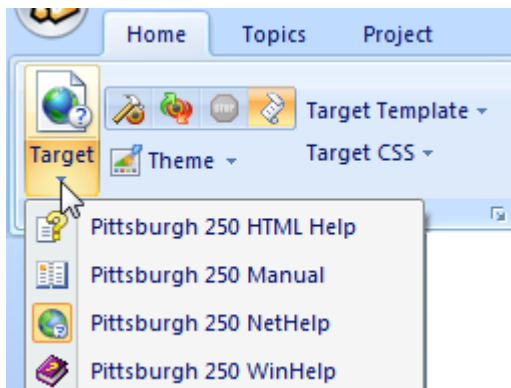 Home Topics Project
Target Template
Target Theme Target CSS
Pittsburgh 250 HTML Help
Pittsburgh 250 Manual
Pittsburgh 250 NetHelp
Pittsburgh 250 WinHelp